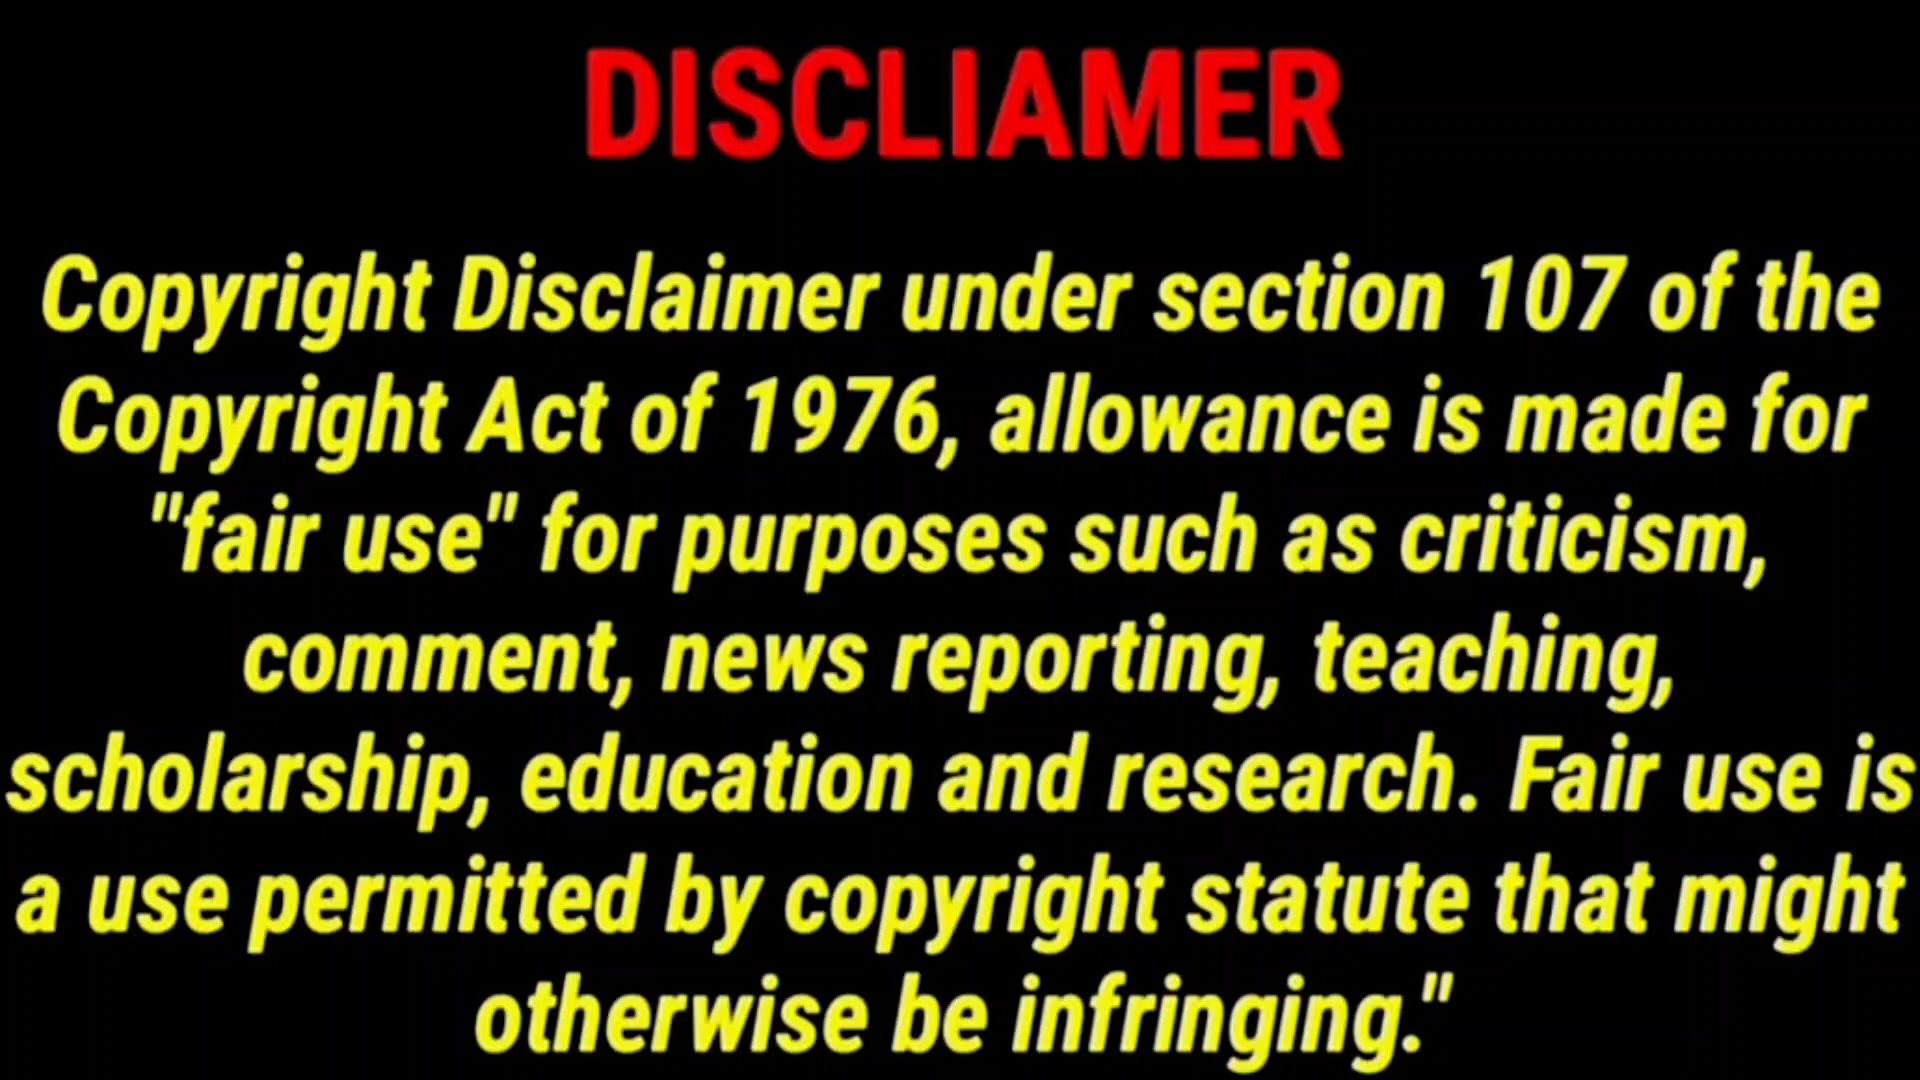 DISCLIAMER
Copyright Disclaimer under section 107 of the
Copyright Act of 1976, allowance is made for
"fair use" for purposes such as criticism,
comment, news reporting, teaching,
scholarship, education and research. Fair use is
a use permitted by copyright statute that might
otherwise be infringing."